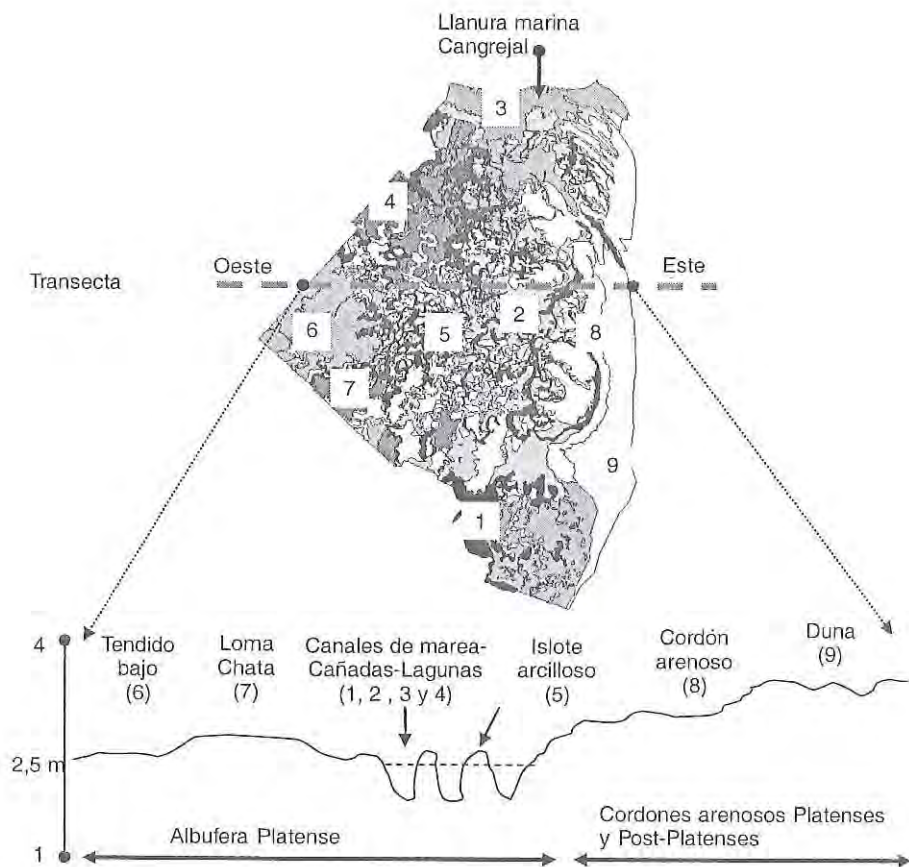 Llanura marina
Cangrejal
3
4
Transecta
Oeste
Este
6
5
2
8
7
9
1
4
Tendido
bajo
(6)
Loma
Chata
(7)
Canales de marea-
Cañadas-Lagunas
(1, 2 , 3 y 4)
Islote
arcilloso
(5)
Cordón
arenoso
(8)
Duna
(9)
2,5 m
1
Albufera Platense
Cordones arenosos Platenses
y Post-Platenses